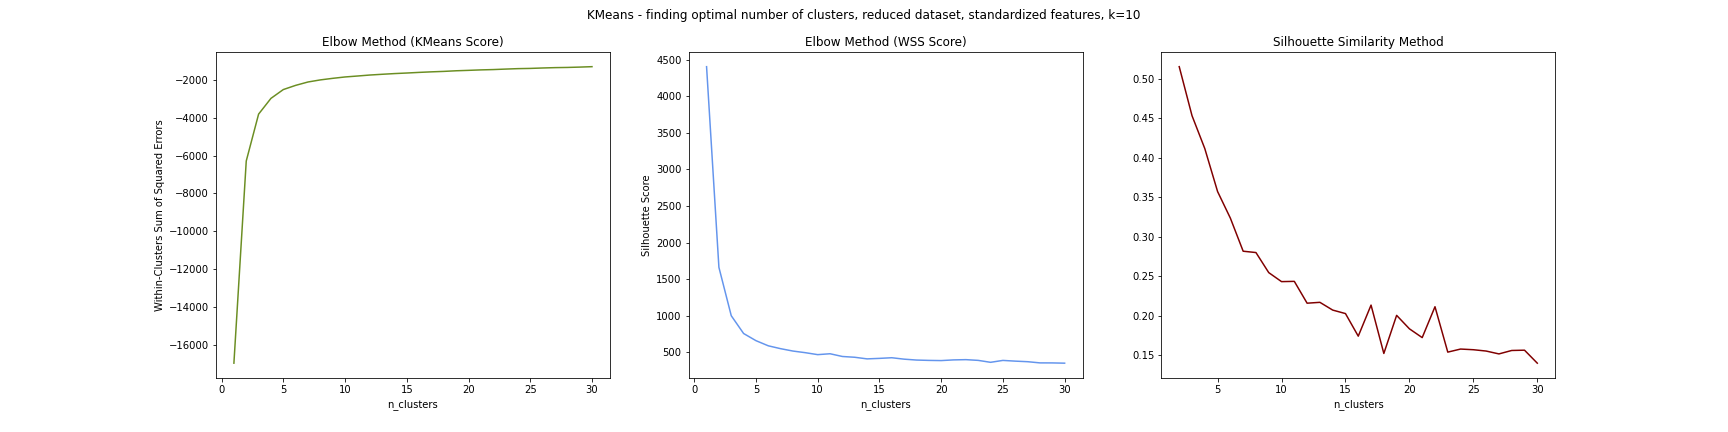 KMeans - finding optimal number of clusters, reduced dataset, standardized features, k=10
Elbow Method (KMeans Score)
Within-Clusters Sum of Squared Errors
−2000
−4000
−6000
−8000
−10000
−12000
−14000
−16000
0 5 10 15 20 25 30
n_clusters
Elbow Method (WSS Score)
Silhouette Score
4500
4000
3500
3000
2500
2000
1500
1000
500
0 5 10 15 20 25 30
n_clusters
Silhouette Similarity Method
0.50
0.45
0.40
0.35
0.30
0.25
0.20
0.15
5 10 15 20 25 30
n_clusters